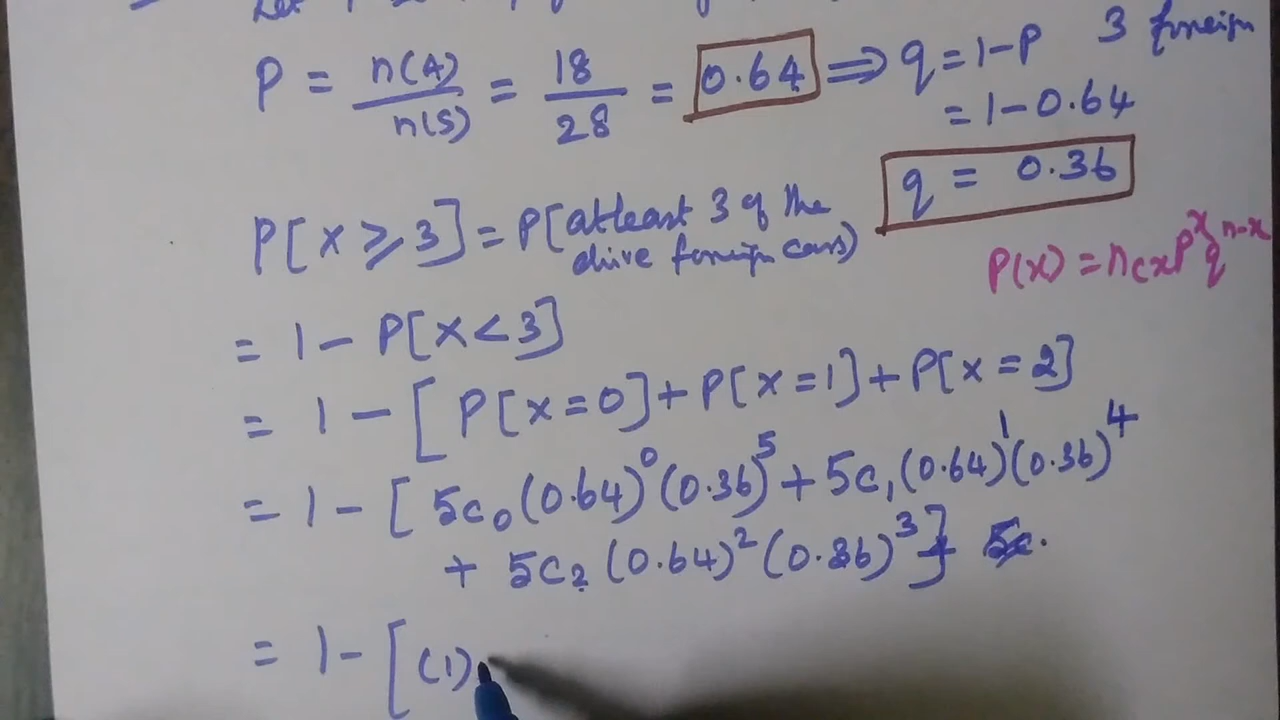 Let
P = n(A)/n(S) = 18/28 = 0.64 ⟹ q = 1-P 3 foreign
= 1-0.64
q = 0.36
P[X ≥ 3] = P[atleast 3 of the
drive foreign cars)
P(X) = ncx p^x q^n-x
= 1 - P[X < 3]
= 1 - [P[X = 0] + P[X = 1] + P[X = 2]
= 1 - [5c₀ (0.64)⁰ (0.36)⁵ + 5c₁ (0.64)¹ (0.36)⁴
+ 5c₂ (0.64)² (0.36)³]
= 1 - [(1)